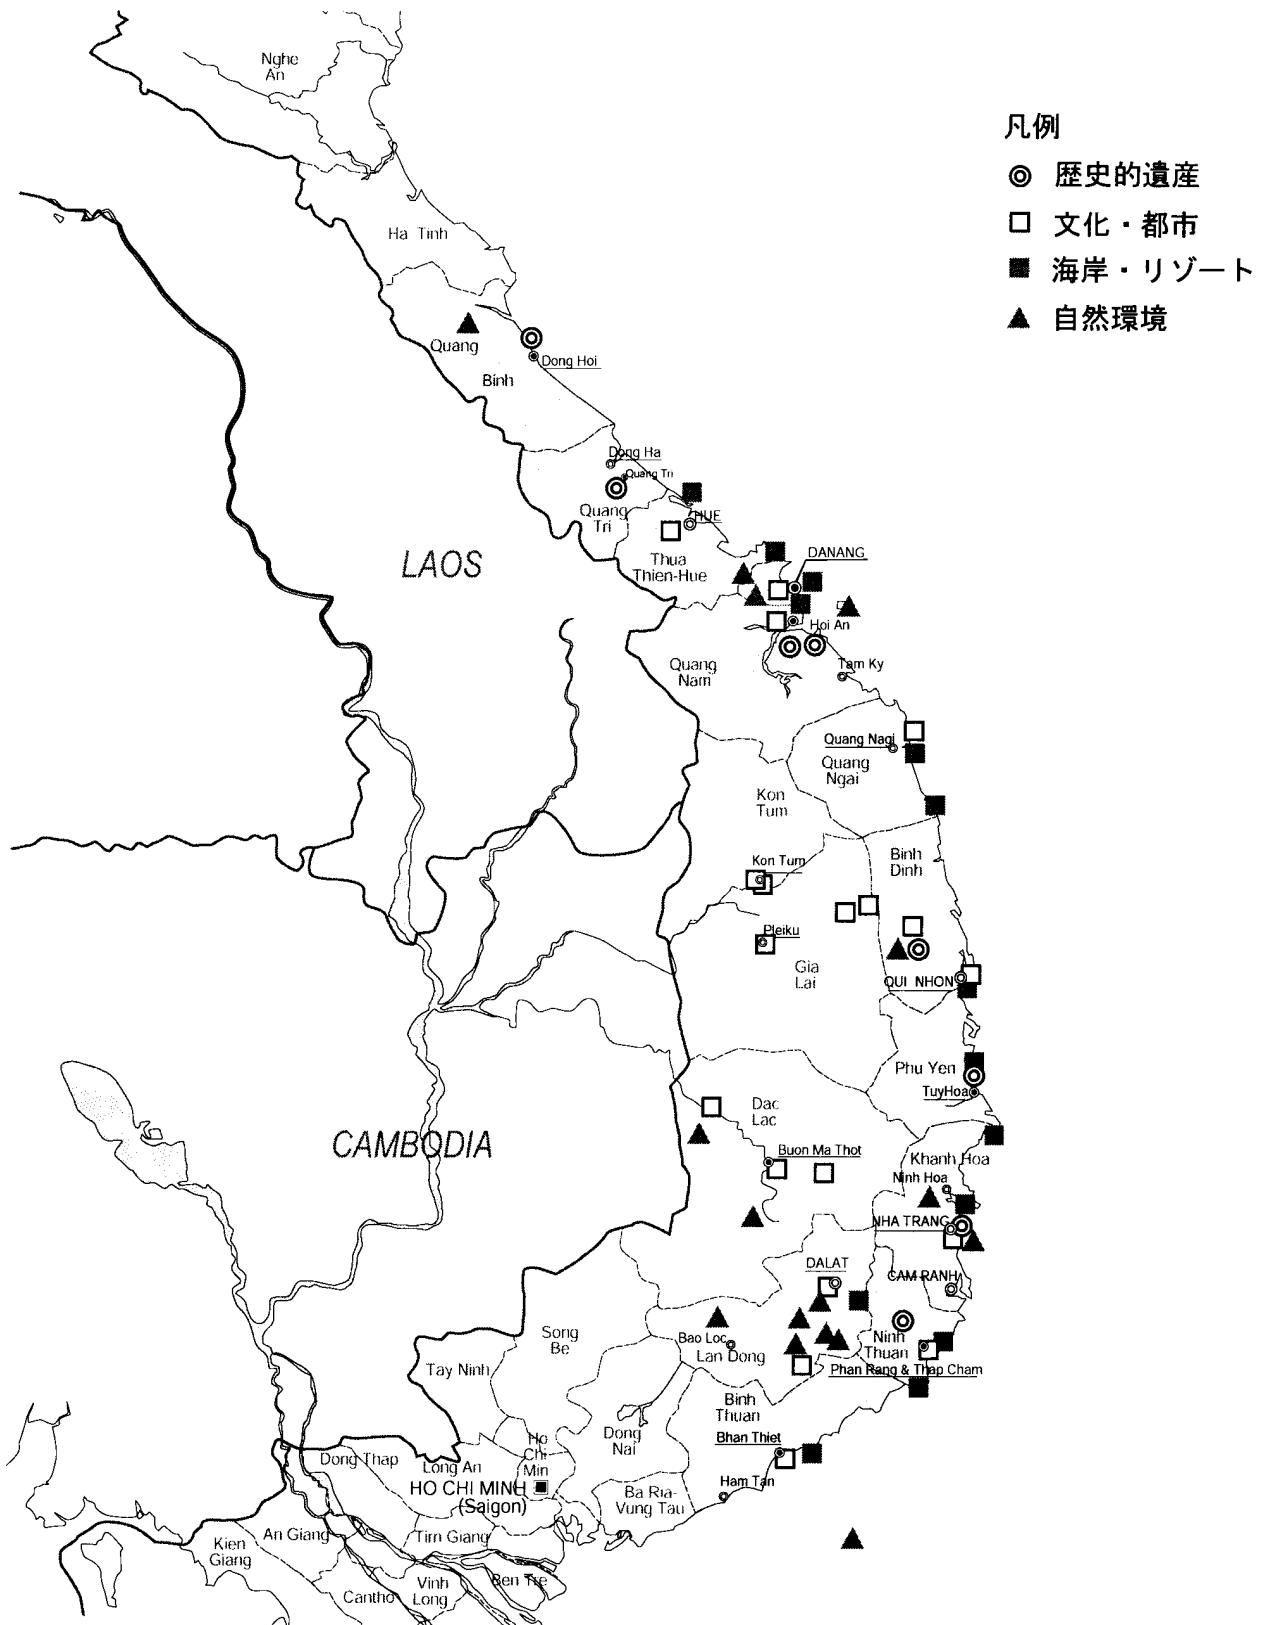 Nghe
An
凡例
歴史的遺産
文化・都市
海岸・リゾート
自然環境
Ha Tinh
Quang
Binh
Dong Hoi
Dong Ha
Quang Tri
Quang
Tri
HUE
Thua
Thien-Hue
LAOS
DANANG
Hoi An
Quang
Nam
Tam Ky
Quang Nagi
Quang
Ngai
Kon
Tum
Binh
Dinh
Kon Tum
Pleiku
Gia
Lai
QUI NHON
Phu Yen
TuyHoa
Dac
Lac
CAMBODIA
Buon Ma Thot
Khanh Hoa
Ninh Hoa
NHA TRANG
DALAT
CAM RANH
Song
Be
Bao Loc
Lan Dong
Ninh
Thuan
Phan Rang & Thap Cham
Tay Ninh
Binh
Thuan
Dong
Nai
Ho
Chi
Min
Bhan Thiet
Dong Thap
Long An
HO CHI MINH
(Saigon)
Ham Tan
Ba Ria-
Vung Tau
An Giang
Tim Giang
Kien
Giang
Vinh
Long
Ben Tre
Cantho